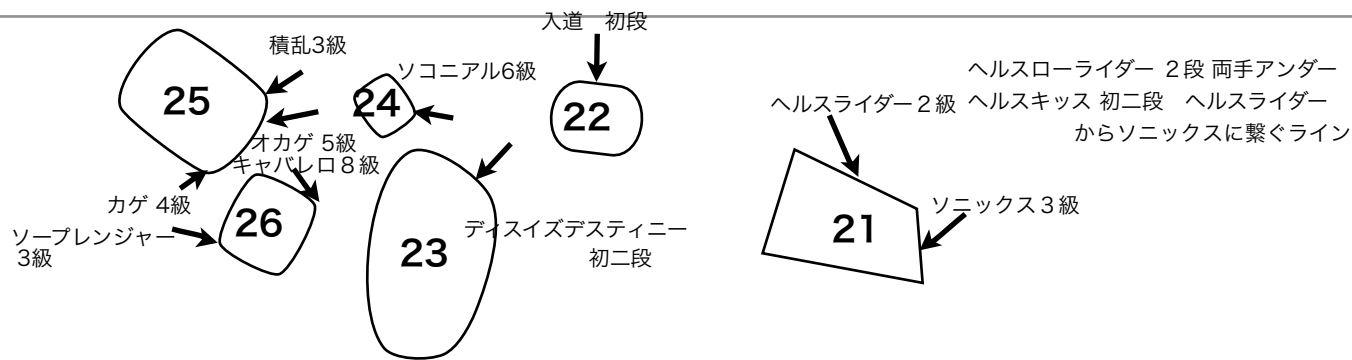 入道　初段
積乱3級
ソコニアル6級
25
24
22
オカゲ 5級
キャバレロ８級
カゲ 4級
ソープレンジャー
3級
26
23
ディスイズデスティニー
初二段
ヘルスローライダー ２段 両手アンダー
ヘルスライダー２級
ヘルスキッス 初二段　ヘルスライダー
からソニックスに繋ぐライン
ソニックス３級
21